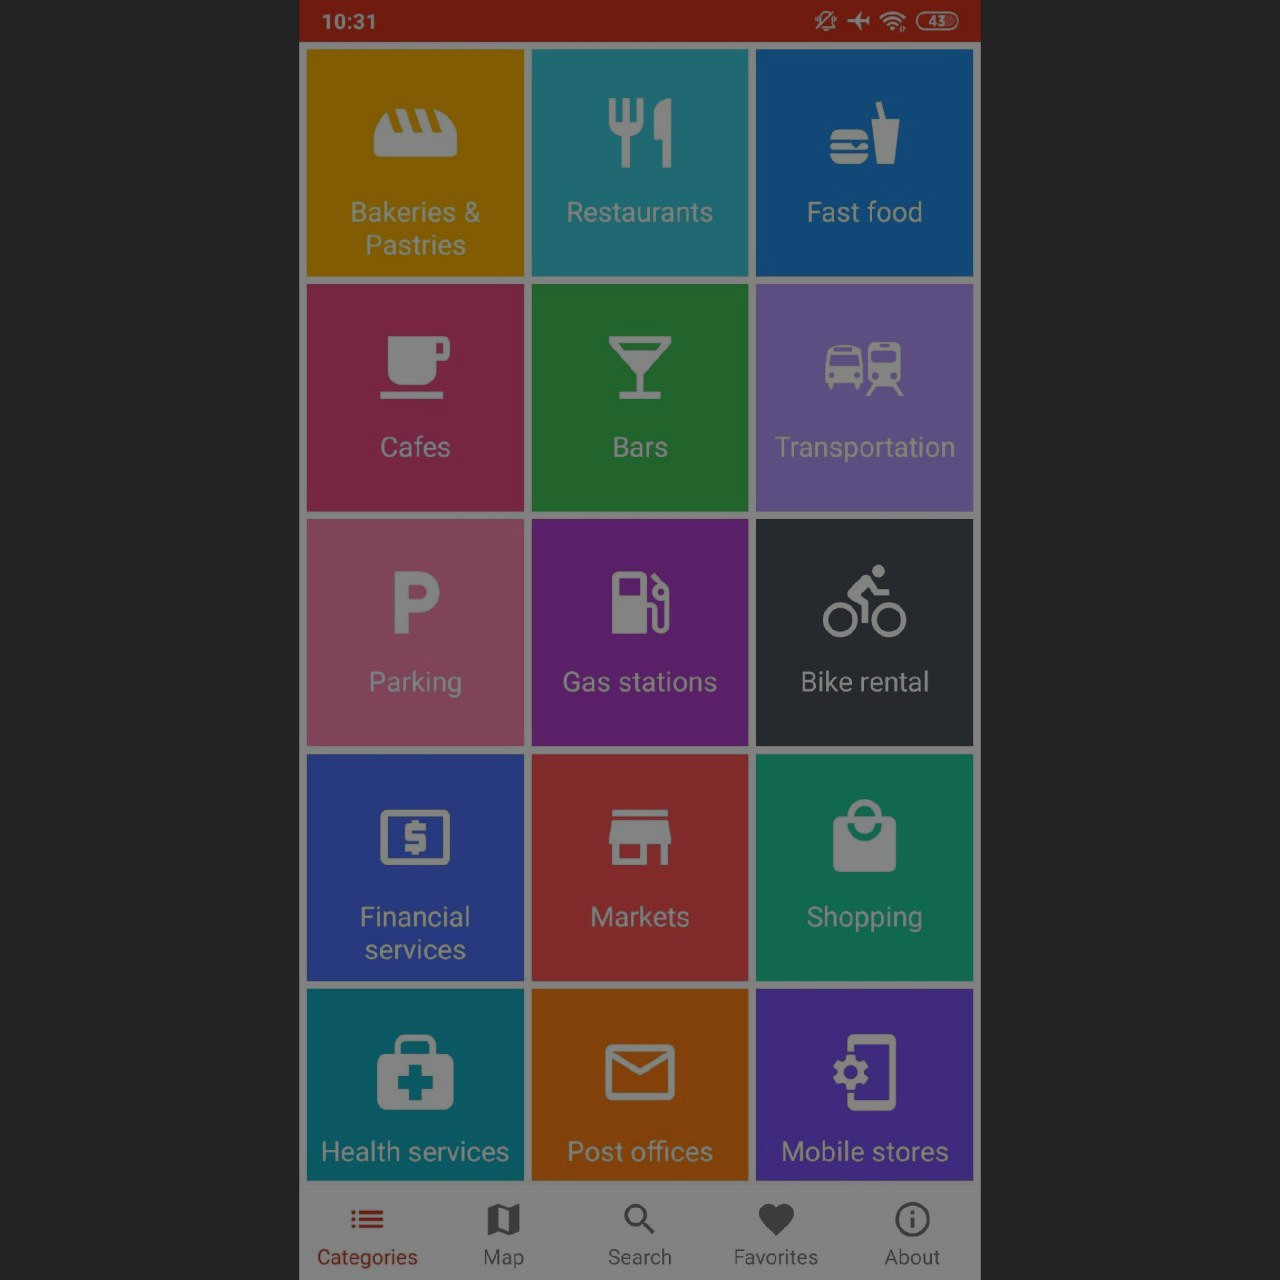 10:31
43
Bakeries &
Pastries
Restaurants
Fast food
Cafes
Bars
Transportation
P
Parking
Gas stations
Bike rental
$
Financial
services
Markets
Shopping
Health services
Post offices
Mobile stores
Categories
Map
Search
Favorites
About